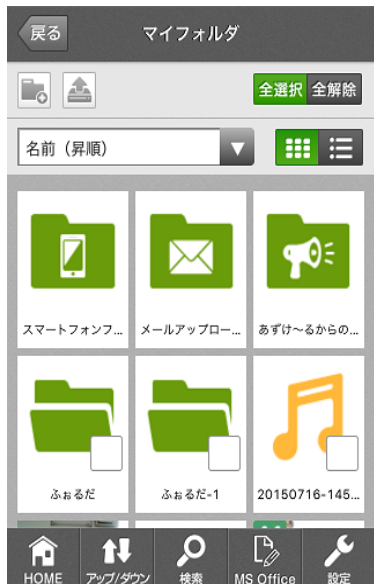 戻る
マイフォルダ
全選択 全解除
名前（昇順）
スマートフォンフ...
メールアップロー...
あずけ～るからの...
ふぉるだ
ふぉるだ-1
20150716-145...
HOME
アップ/ダウン
検索
MS Office
設定